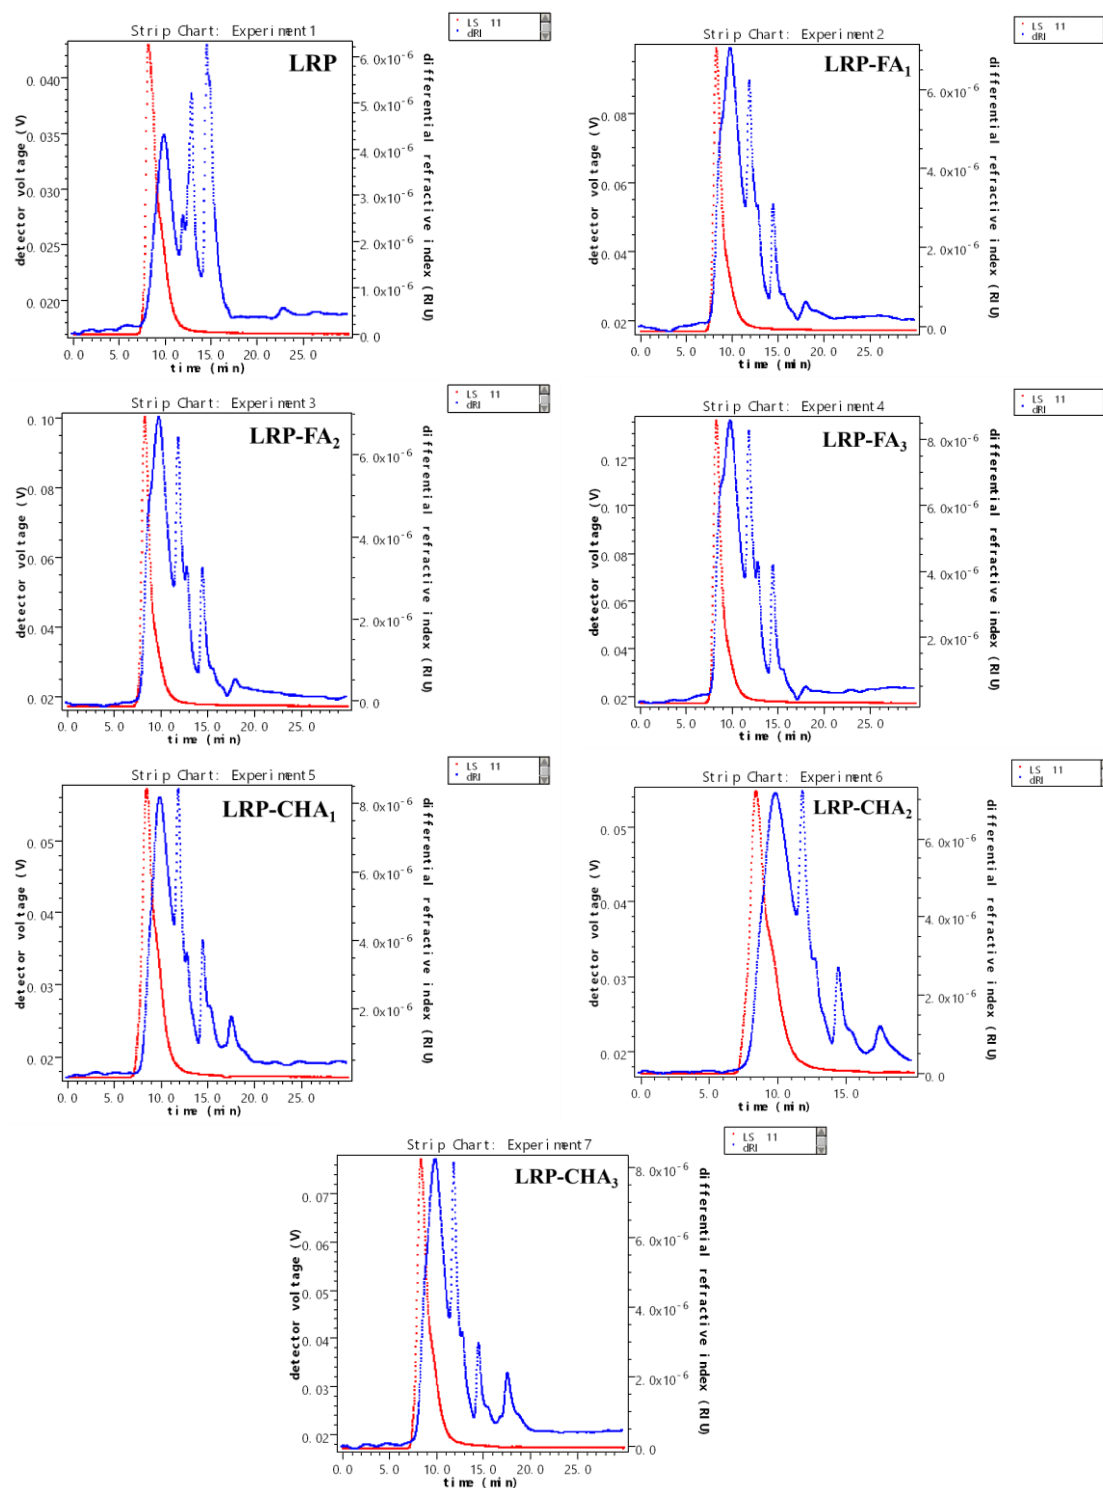 Strip Chart: Experiment1
LS 11
dRI
LRP
detector voltage (V)
0.040
0.035
0.030
0.025
0.020
6.0x10⁻⁶
5.0x10⁻⁶
4.0x10⁻⁶
3.0x10⁻⁶
2.0x10⁻⁶
1.0x10⁻⁶
0.0
differential refractive index (RIU)
0.0 5.0 10.0 15.0 20.0 25.0
time (min)
Strip Chart: Experiment2
LS 11
dRI
LRP-FA₁
detector voltage (V)
0.08
0.06
0.04
0.02
6.0x10⁻⁶
4.0x10⁻⁶
2.0x10⁻⁶
0.0
differential refractive index (RIU)
0.0 5.0 10.0 15.0 20.0 25.0
time (min)
Strip Chart: Experiment3
LS 11
dRI
LRP-FA₂
detector voltage (V)
0.10
0.08
0.06
0.04
0.02
6.0x10⁻⁶
4.0x10⁻⁶
2.0x10⁻⁶
0.0
differential refractive index (RIU)
0.0 5.0 10.0 15.0 20.0 25.0
time (min)
Strip Chart: Experiment4
LS 11
dRI
LRP-FA₃
detector voltage (V)
0.12
0.10
0.08
0.06
0.04
0.02
8.0x10⁻⁶
6.0x10⁻⁶
4.0x10⁻⁶
2.0x10⁻⁶
differential refractive index (RIU)
0.0 5.0 10.0 15.0 20.0 25.0
time (min)
Strip Chart: Experiment5
LS 11
dRI
LRP-CHA₁
detector voltage (V)
0.05
0.04
0.03
0.02
8.0x10⁻⁶
6.0x10⁻⁶
4.0x10⁻⁶
2.0x10⁻⁶
differential refractive index (RIU)
0.0 5.0 10.0 15.0 20.0 25.0
time (min)
Strip Chart: Experiment6
LS 11
dRI
LRP-CHA₂
detector voltage (V)
0.05
0.04
0.03
0.02
6.0x10⁻⁶
4.0x10⁻⁶
2.0x10⁻⁶
0.0
differential refractive index (RIU)
0.0 5.0 10.0 15.0
time (min)
Strip Chart: Experiment7
LS 11
dRI
LRP-CHA₃
detector voltage (V)
0.07
0.06
0.05
0.04
0.03
0.02
8.0x10⁻⁶
6.0x10⁻⁶
4.0x10⁻⁶
2.0x10⁻⁶
0.0
differential refractive index (RIU)
0.0 5.0 10.0 15.0 20.0 25.0
time (min)